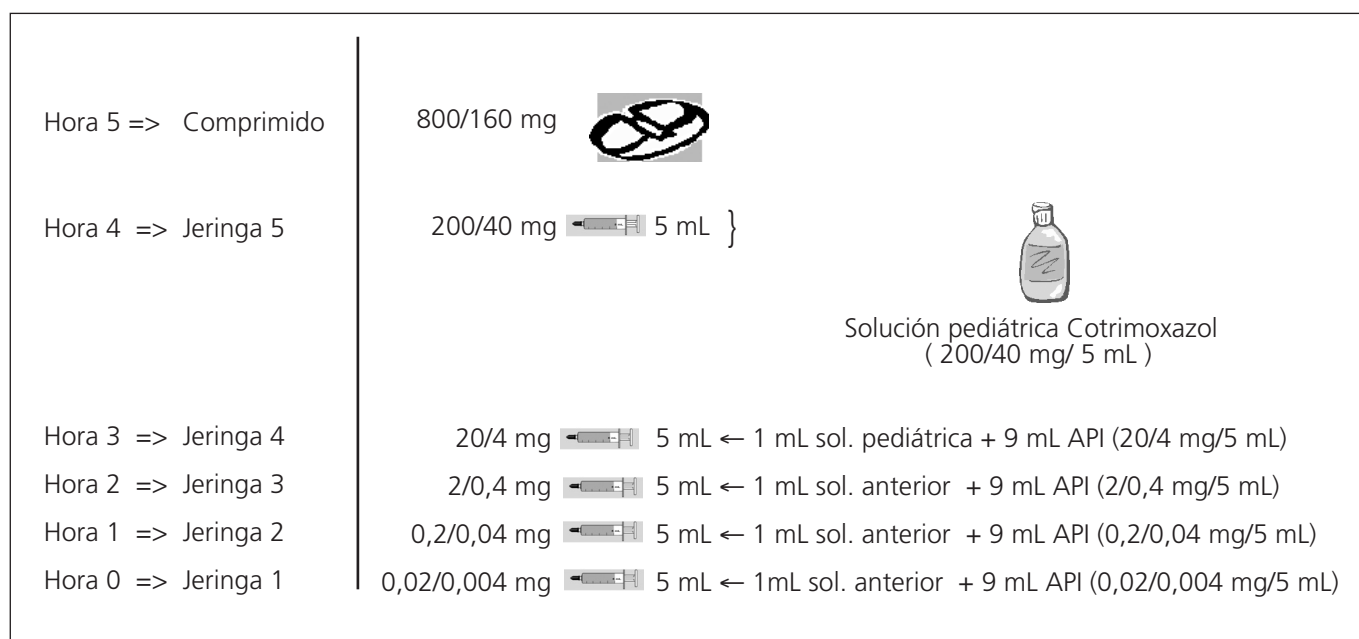 Hora 5 => Comprimido 800/160 mg
Hora 4 => Jeringa 5 200/40 mg 5 mL }
Solución pediátrica Cotrimoxazol
( 200/40 mg/ 5 mL )
Hora 3 => Jeringa 4 20/4 mg 5 mL ← 1 mL sol. pediátrica + 9 mL API (20/4 mg/5 mL)
Hora 2 => Jeringa 3 2/0,4 mg 5 mL ← 1 mL sol. anterior + 9 mL API (2/0,4 mg/5 mL)
Hora 1 => Jeringa 2 0,2/0,04 mg 5 mL ← 1 mL sol. anterior + 9 mL API (0,2/0,04 mg/5 mL)
Hora 0 => Jeringa 1 0,02/0,004 mg 5 mL ← 1mL sol. anterior + 9 mL API (0,02/0,004 mg/5 mL)